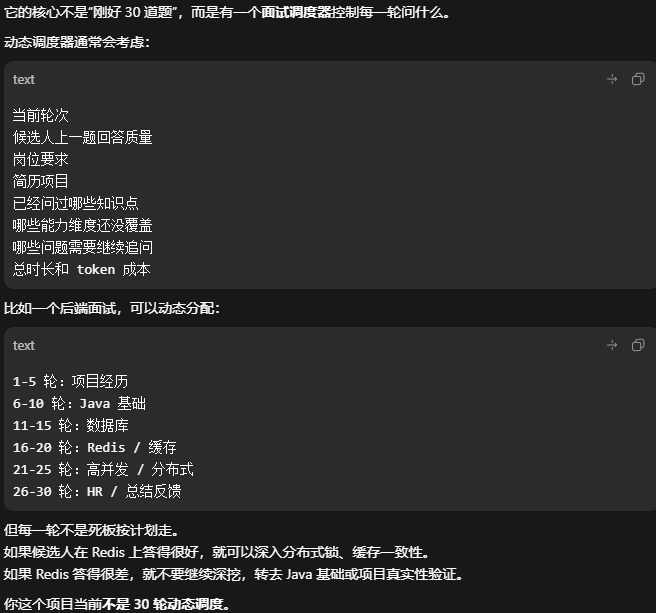 它的核心不是“刚好 30 道题”，而是有一个面试调度器控制每一轮问什么。
动态调度器通常会考虑：
text
当前轮次
候选人上一题回答质量
岗位要求
简历项目
已经问过哪些知识点
哪些能力维度还没覆盖
哪些问题需要继续追问
总时长和 token 成本
比如一个后端面试，可以动态分配：
text
1-5 轮：项目经历
6-10 轮：Java 基础
11-15 轮：数据库
16-20 轮：Redis / 缓存
21-25 轮：高并发 / 分布式
26-30 轮：HR / 总结反馈
但每一轮不是死板按计划走。
如果候选人在 Redis 上答得很好，就可以深入分布式锁、缓存一致性。
如果 Redis 答得很差，就不要继续深挖，转去 Java 基础或项目真实性验证。
你这个项目当前不是 30 轮动态调度。